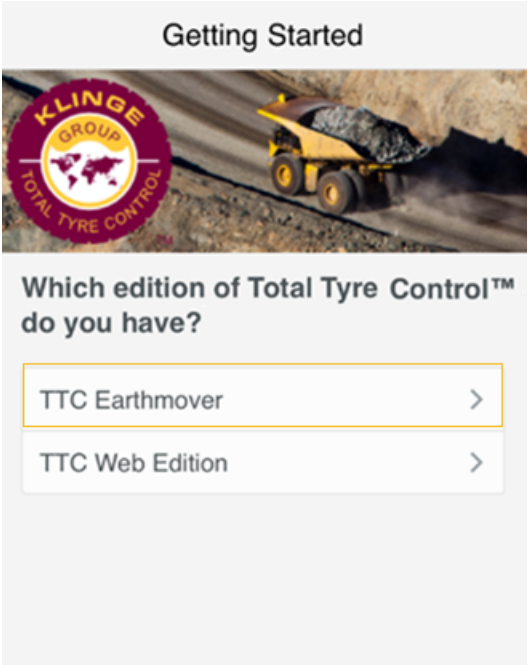 Getting Started
KLINGE
GROUP
TOTAL TYRE CONTROL
TM
Which edition of Total Tyre Control™
do you have?
TTC Earthmover
TTC Web Edition